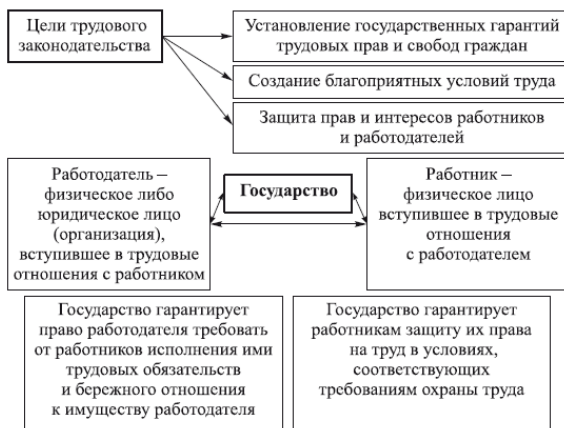 Цели трудового
законодательства
Установление государственных гарантий
трудовых прав и свобод граждан
Создание благоприятных условий труда
Защита прав и интересов работников
и работодателей
Работодатель –
физическое либо
юридическое лицо
(организация),
вступившее в трудовые
отношения с работником
Государство
Работник –
физическое лицо
вступившее в трудовые
отношения
с работодателем
Государство гарантирует
право работодателя требовать
от работников исполнения ими
трудовых обязательств
и бережного отношения
к имуществу работодателя
Государство гарантирует
работникам защиту их права
на труд в условиях,
соответствующих
требованиям охраны труда